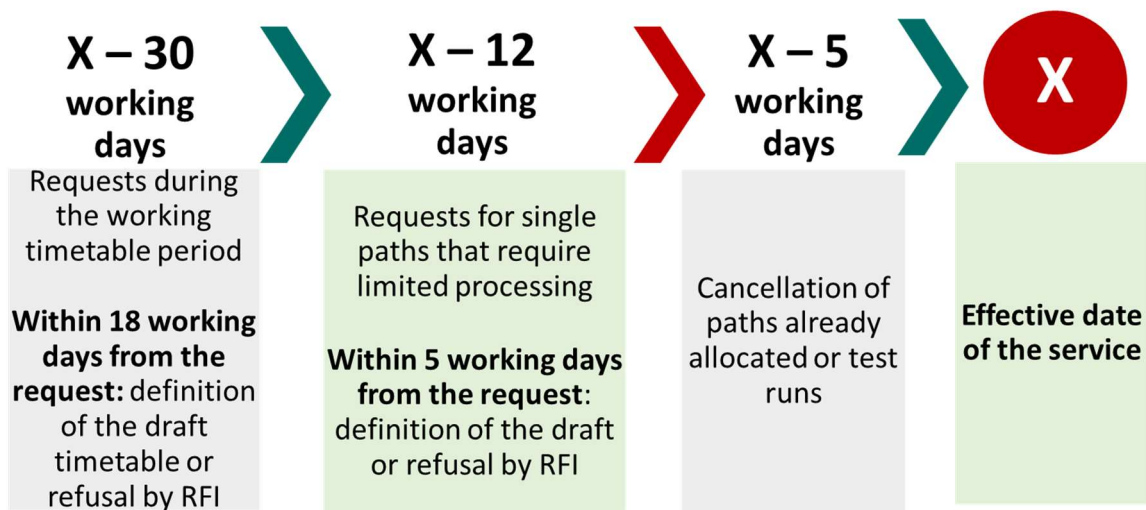 X – 30
working
days
Requests during
the working
timetable period
Within 18 working
days from the
request: definition
of the draft
timetable or
refusal by RFI
X – 12
working
days
Requests for single
paths that require
limited processing
Within 5 working days
from the request:
definition of the draft
or refusal by RFI
X – 5
working
days
Cancellation of
paths already
allocated or test
runs
X
Effective date
of the service